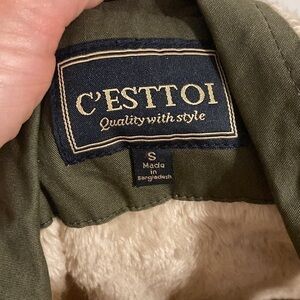 C'ESTTOI
Quality with style
S
Made in
Bangladesh